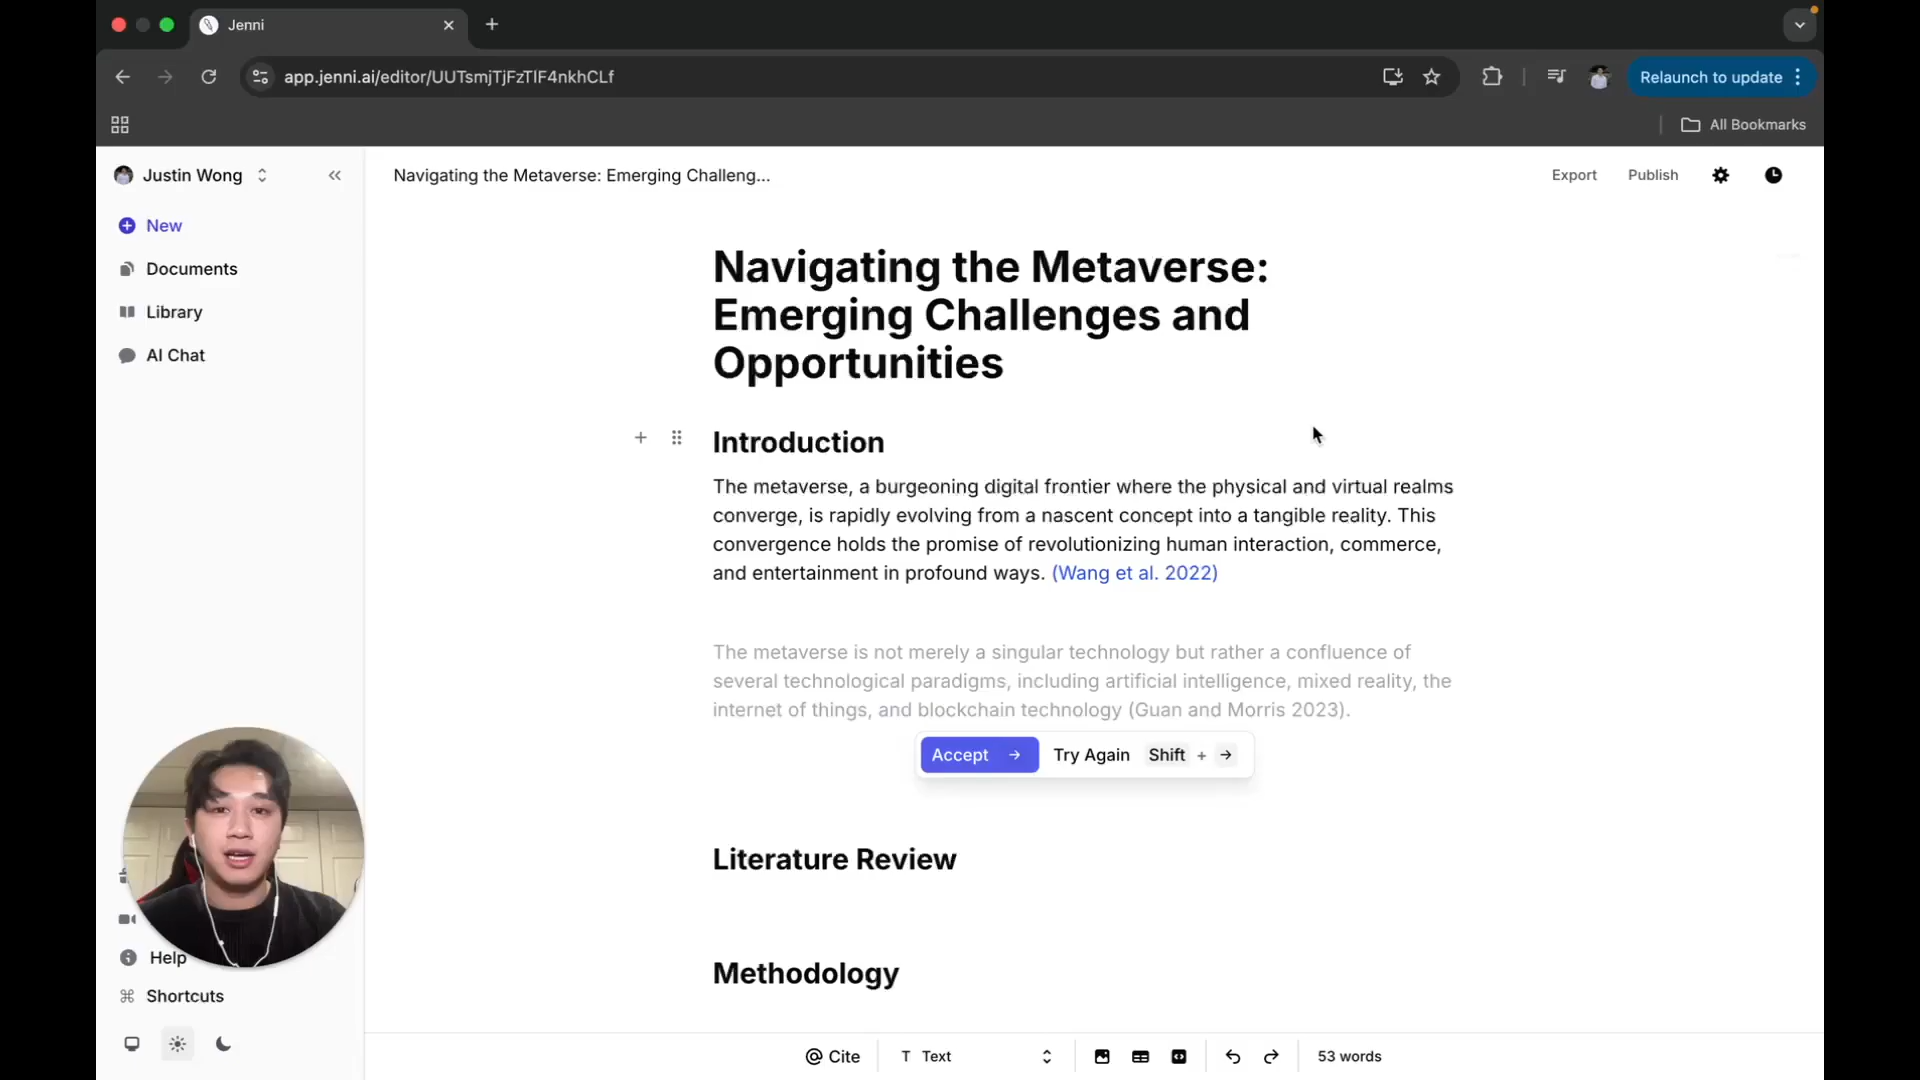 Jenni
app.jenni.ai/editor/UUTsmjTjFzTlF4nkhCLf
Relaunch to update
All Bookmarks
Justin Wong
Navigating the Metaverse: Emerging Challeng...
Export
Publish
New
Documents
Library
AI Chat
Navigating the Metaverse:
Emerging Challenges and
Opportunities
Introduction
The metaverse, a burgeoning digital frontier where the physical and virtual realms
converge, is rapidly evolving from a nascent concept into a tangible reality. This
convergence holds the promise of revolutionizing human interaction, commerce,
and entertainment in profound ways. (Wang et al. 2022)
The metaverse is not merely a singular technology but rather a confluence of
several technological paradigms, including artificial intelligence, mixed reality, the
internet of things, and blockchain technology (Guan and Morris 2023).
Accept → Try Again Shift + →
Literature Review
Methodology
Help
Shortcuts
@ Cite
T Text
53 words